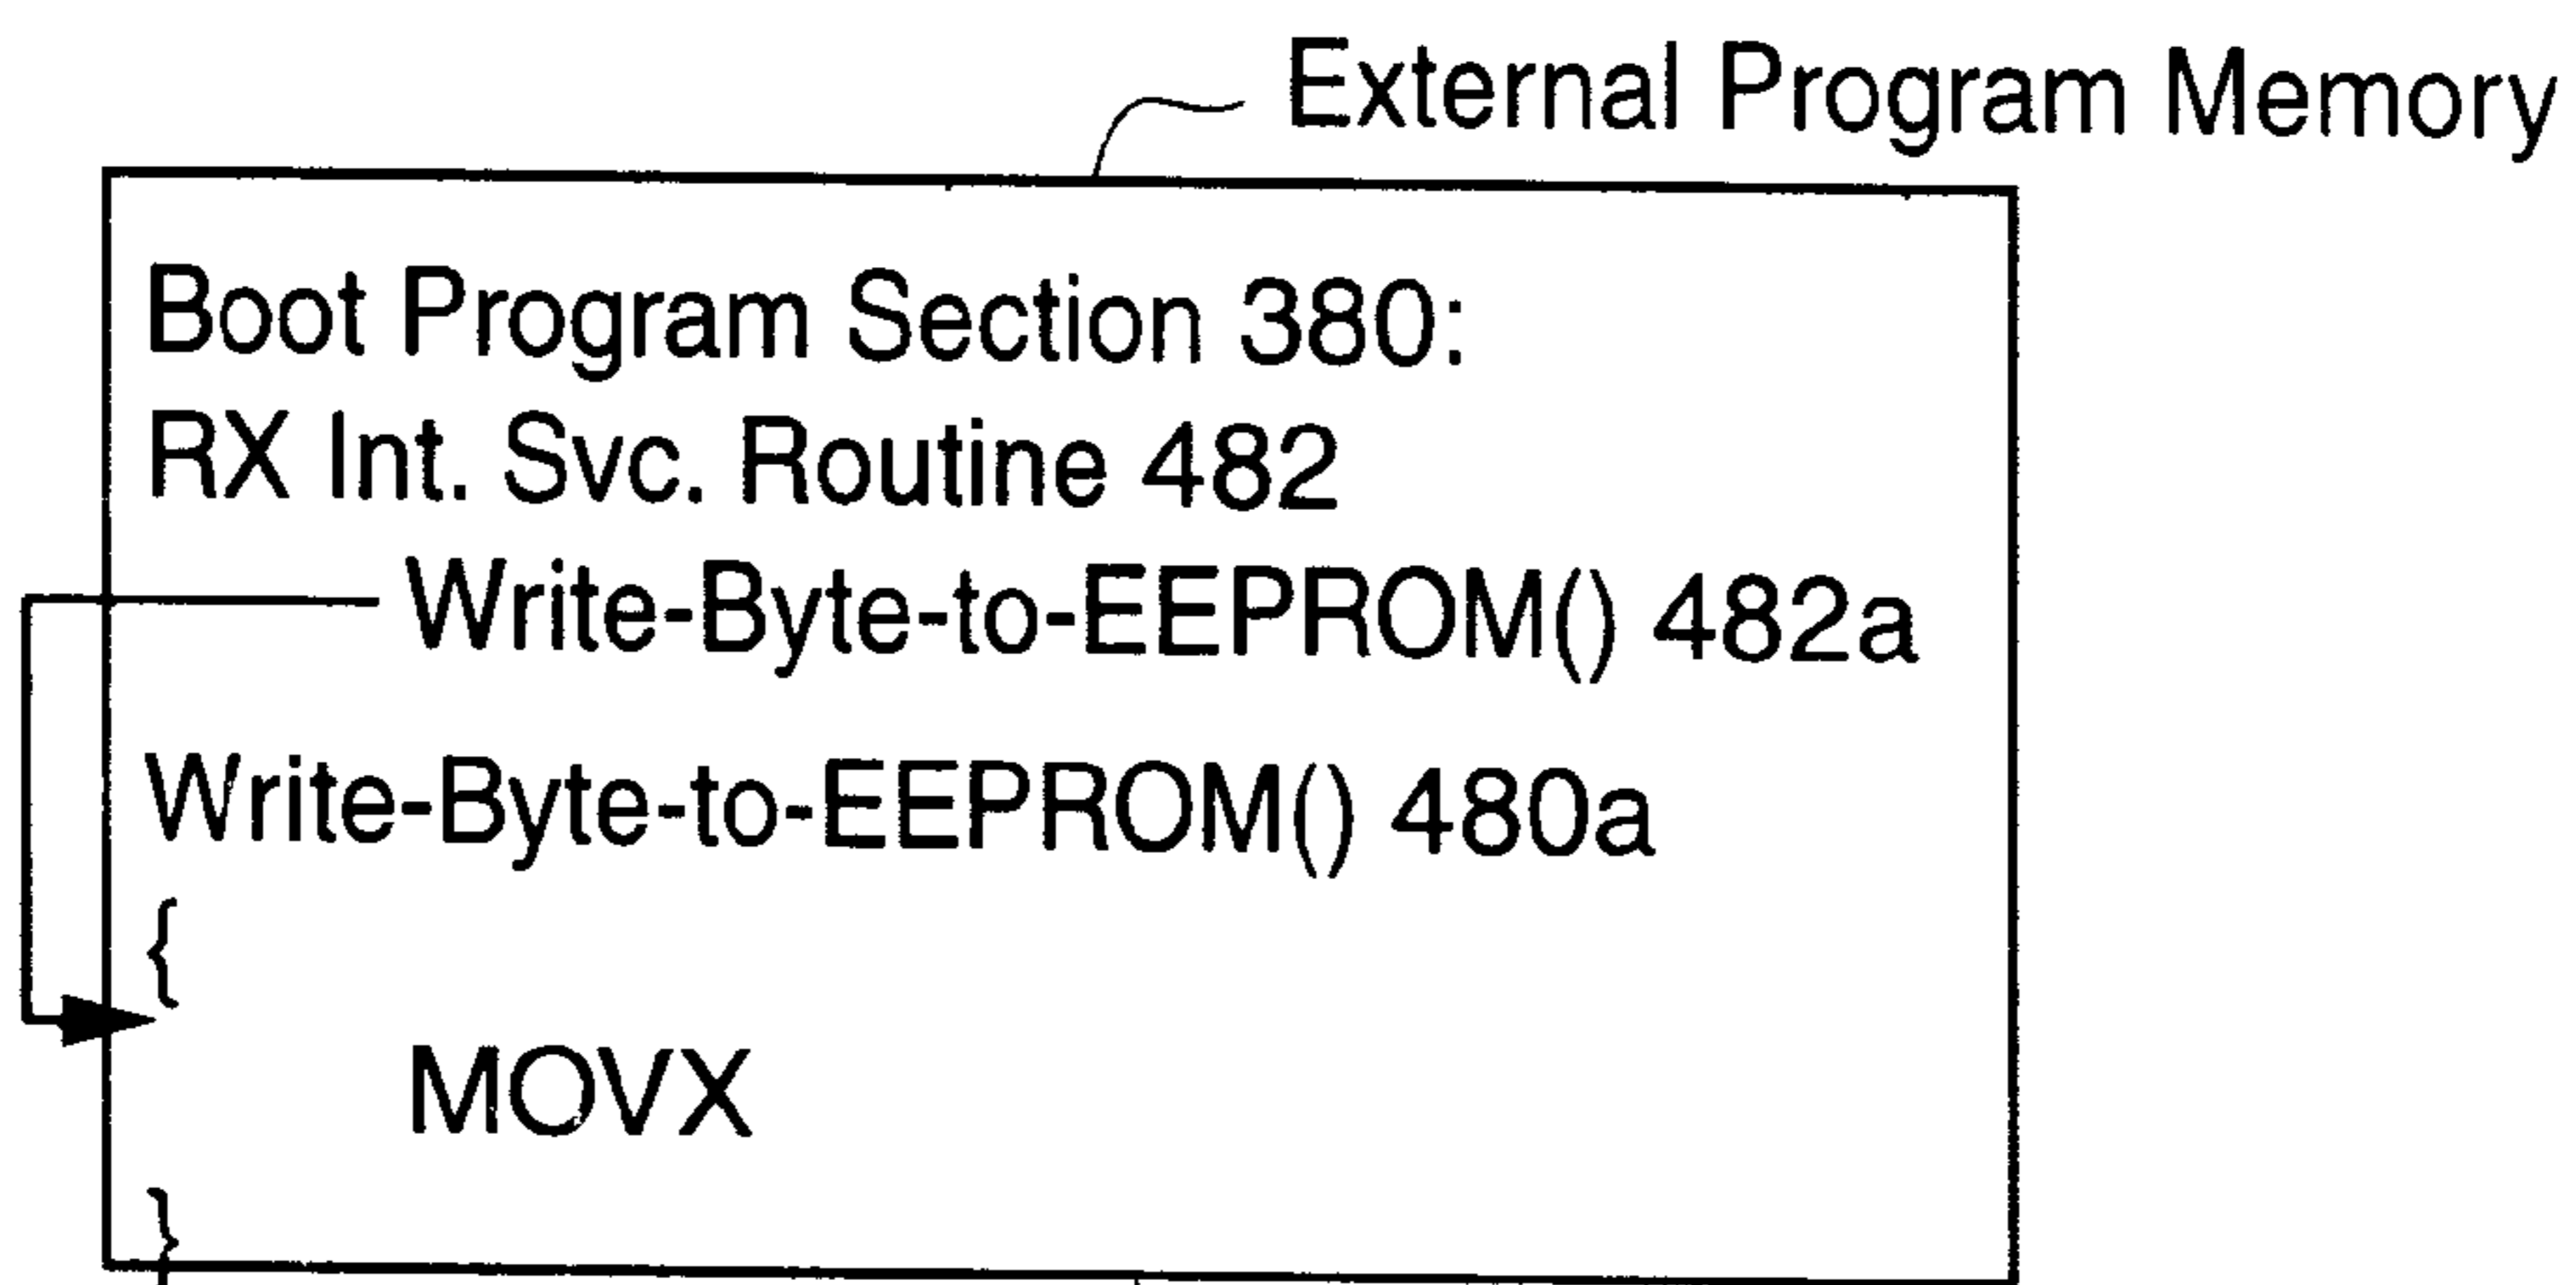 External Program Memory
Boot Program Section 380:
RX Int. Svc. Routine 482
Write-Byte-to-EEPROM() 482a
Write-Byte-to-EEPROM() 480a
{
MOVX
}